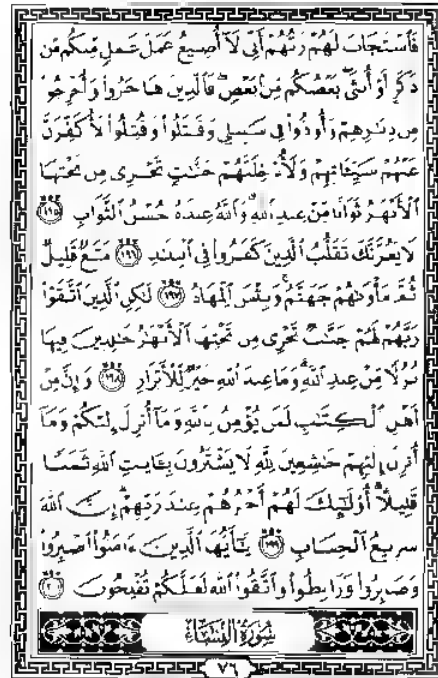 فَٱسْتَجَابَ لَهُمْ رَبُّهُمْ أَنِّى لَآ أُضِيعُ عَمَلَ عَٰمِلٍ مِّنكُم مِّن
ذَكَرٍ أَوْ أُنثَىٰ بَعْضُكُم مِّنۢ بَعْضٍ فَٱلَّذِينَ هَاجَرُوا۟ وَأُخْرِجُوا۟
مِن دِيَٰرِهِمْ وَأُوذُوا۟ فِى سَبِيلِى وَقَٰتَلُوا۟ وَقُتِلُوا۟ لَأُكَفِّرَنَّ
عَنْهُمْ سَيِّـَٔاتِهِمْ وَلَأُدْخِلَنَّهُمْ جَنَّٰتٍ تَجْرِى مِن تَحْتِهَا
ٱلْأَنْهَٰرُ ثَوَابًا مِّنْ عِندِ ٱللَّهِ وَٱللَّهُ عِندَهُۥ حُسْنُ ٱلثَّوَابِ ١٩٥
لَا يَغُرَّنَّكَ تَقَلُّبُ ٱلَّذِينَ كَفَرُوا۟ فِى ٱلْبِلَٰدِ ١٩٦ مَتَٰعٌ قَلِيلٌ
ثُمَّ مَأْوَىٰهُمْ جَهَنَّمُ وَبِئْسَ ٱلْمِهَادُ ١٩٧ لَٰكِنِ ٱلَّذِينَ ٱتَّقَوْا۟
رَبَّهُمْ لَهُمْ جَنَّٰتٌ تَجْرِى مِن تَحْتِهَا ٱلْأَنْهَٰرُ خَٰلِدِينَ فِيهَا
نُزُلًا مِّنْ عِندِ ٱللَّهِ وَمَا عِندَ ٱللَّهِ خَيْرٌ لِّلْأَبْرَارِ ١٩٨ وَإِنَّ مِنْ
أَهْلِ ٱلْكِتَٰبِ لَمَن يُؤْمِنُ بِٱللَّهِ وَمَآ أُنزِلَ إِلَيْكُمْ وَمَآ
أُنزِلَ إِلَيْهِمْ خَٰشِعِينَ لِلَّهِ لَا يَشْتَرُونَ بِـَٔايَٰتِ ٱللَّهِ ثَمَنًا
قَلِيلًا أُو۟لَٰٓئِكَ لَهُمْ أَجْرُهُمْ عِندَ رَبِّهِمْ إِنَّ ٱللَّهَ
سَرِيعُ ٱلْحِسَابِ ١٩٩ يَٰٓأَيُّهَا ٱلَّذِينَ ءَامَنُوا۟ ٱصْبِرُوا۟
وَصَابِرُوا۟ وَرَابِطُوا۟ وَٱتَّقُوا۟ ٱللَّهَ لَعَلَّكُمْ تُفْلِحُونَ ٢٠٠
سُورَةُ ٱلنِّسَاءِ
٧٦